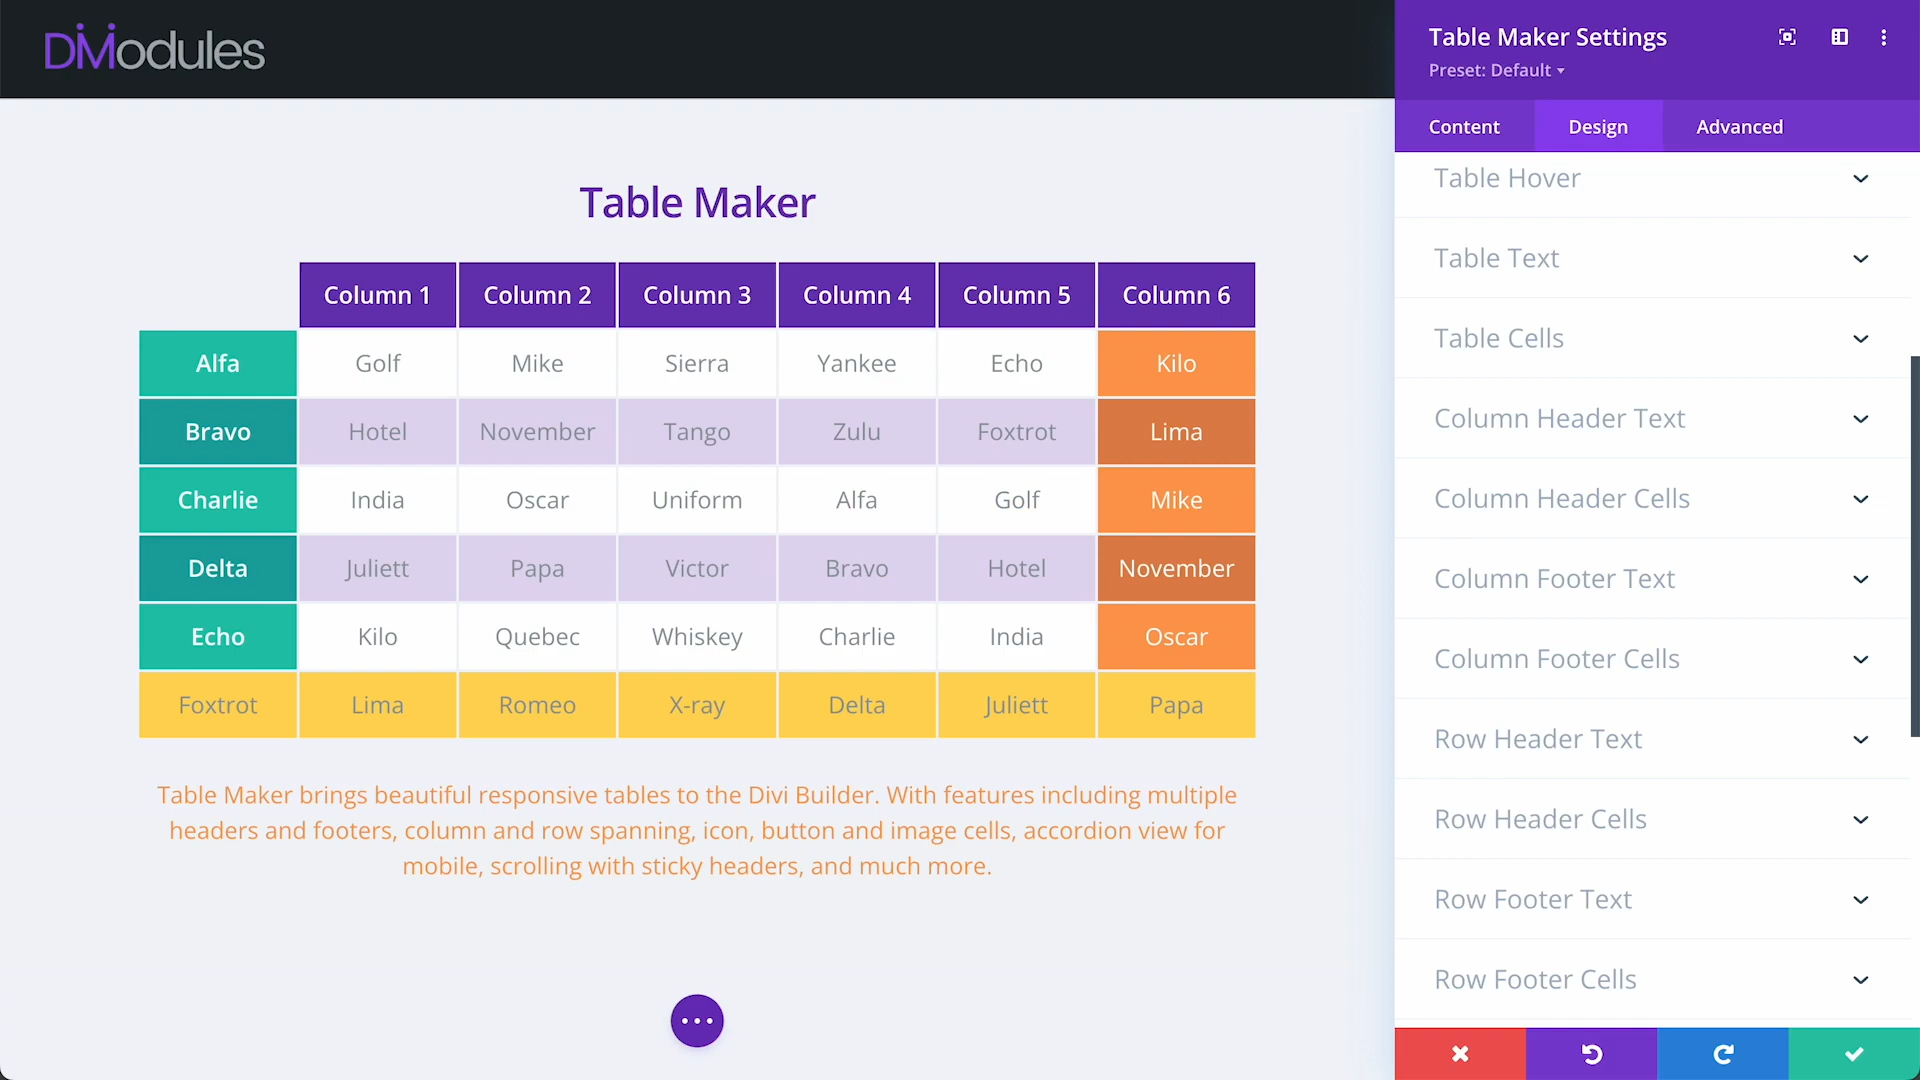 DiModules
Table Maker
Column 1 Column 2 Column 3 Column 4 Column 5 Column 6
Alfa Golf Mike Sierra Yankee Echo Kilo
Bravo Hotel November Tango Zulu Foxtrot Lima
Charlie India Oscar Uniform Alfa Golf Mike
Delta Juliett Papa Victor Bravo Hotel November
Echo Kilo Quebec Whiskey Charlie India Oscar
Foxtrot Lima Romeo X-ray Delta Juliett Papa
Table Maker brings beautiful responsive tables to the Divi Builder. With features including multiple
headers and footers, column and row spanning, icon, button and image cells, accordion view for
mobile, scrolling with sticky headers, and much more.
Table Maker Settings
Preset: Default
Content Design Advanced
Table Hover
Table Text
Table Cells
Column Header Text
Column Header Cells
Column Footer Text
Column Footer Cells
Row Header Text
Row Header Cells
Row Footer Text
Row Footer Cells